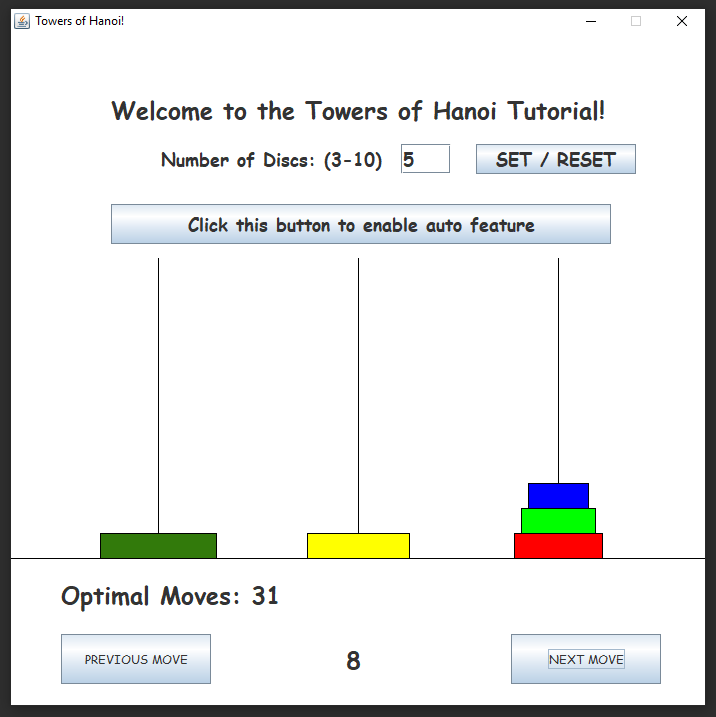 Towers of Hanoi!
Welcome to the Towers of Hanoi Tutorial!
Number of Discs: (3-10) 5 SET / RESET
Click this button to enable auto feature
Optimal Moves: 31
PREVIOUS MOVE 8 NEXT MOVE